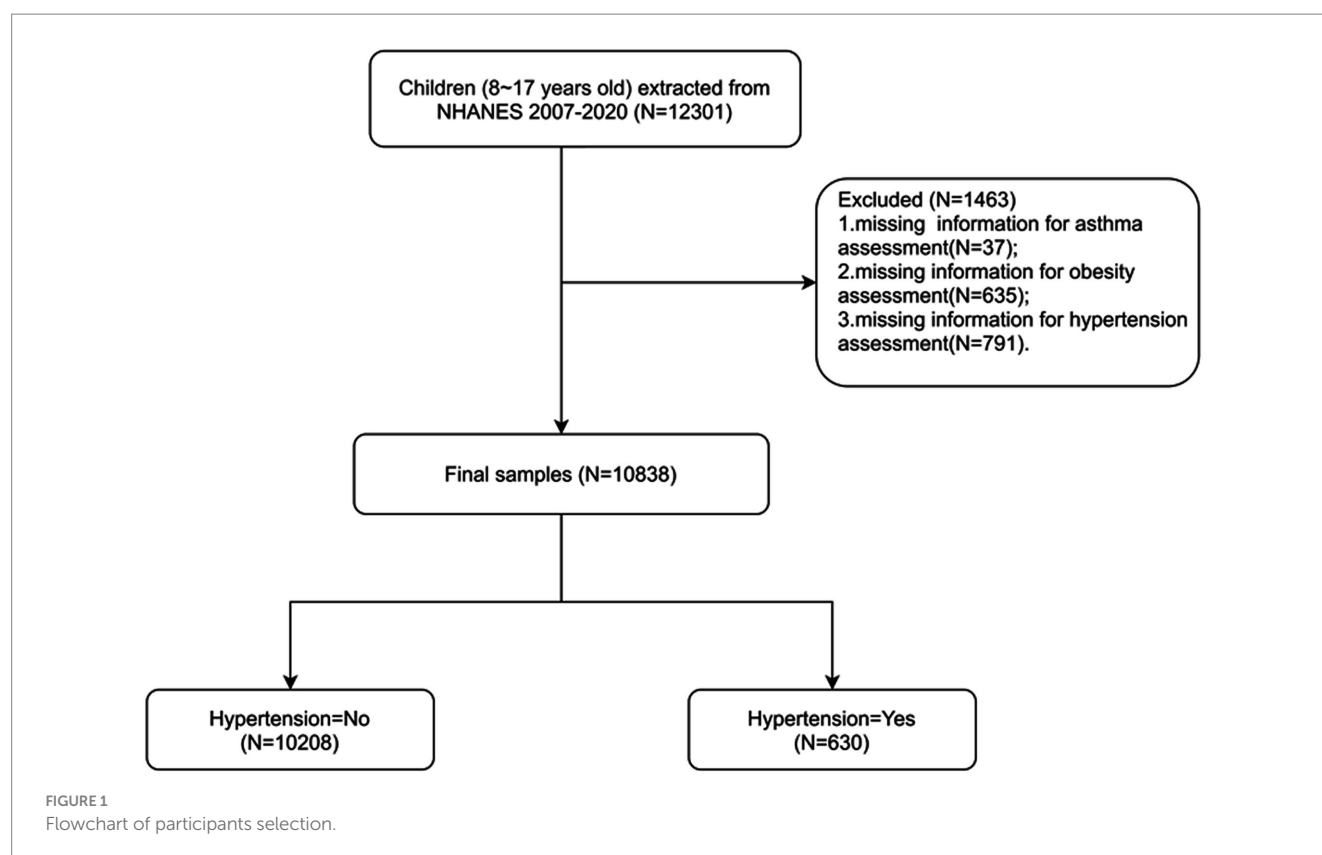 Children (8~17 years old) extracted from
NHANES 2007-2020 (N=12301)
Excluded (N=1463)
1.missing information for asthma
assessment(N=37);
2.missing information for obesity
assessment(N=635);
3.missing information for hypertension
assessment(N=791).
Final samples (N=10838)
Hypertension=No
(N=10208)
Hypertension=Yes
(N=630)
FIGURE 1
Flowchart of participants selection.